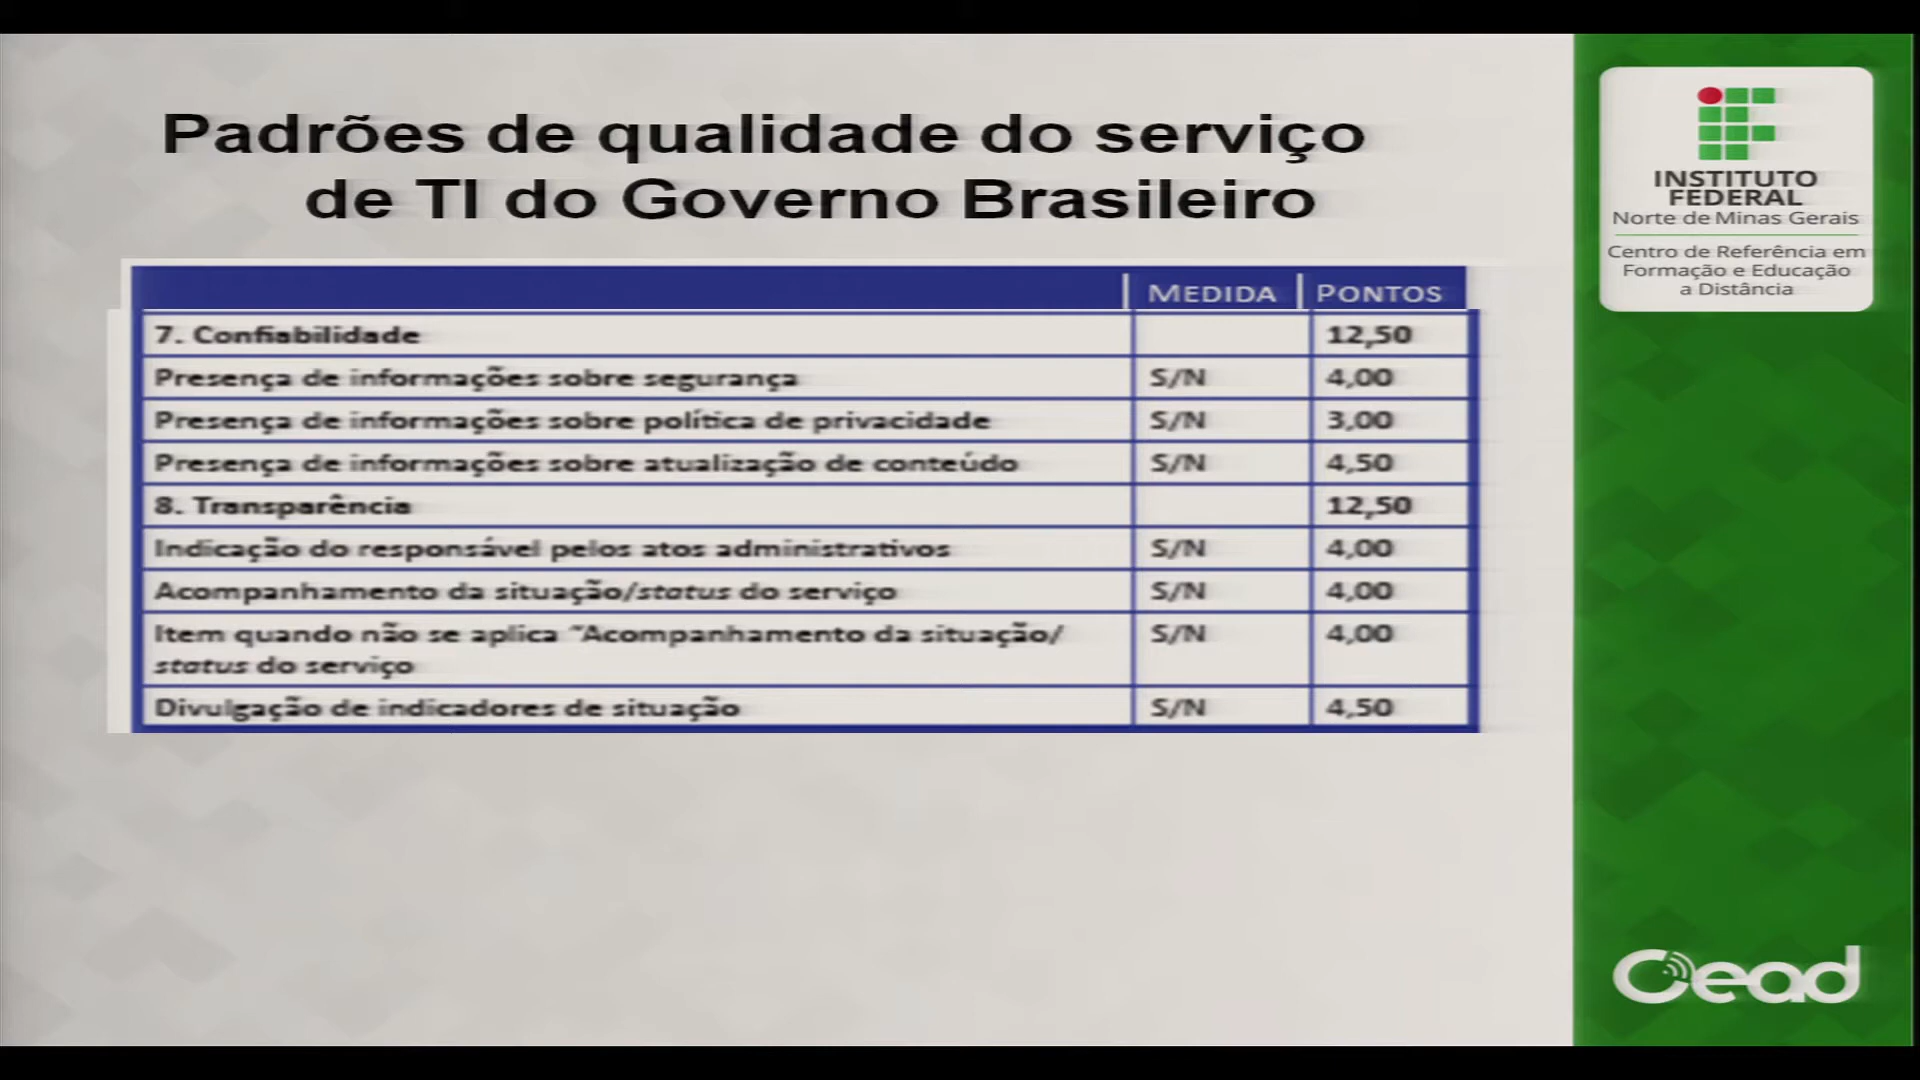 Padrões de qualidade do serviço
de TI do Governo Brasileiro
MEDIDA PONTOS
7. Confiabilidade 12,50
Presença de informações sobre segurança S/N 4,00
Presença de informações sobre política de privacidade S/N 3,00
Presença de informações sobre atualização de conteúdo S/N 4,50
8. Transparência 12,50
Indicação do responsável pelos atos administrativos S/N 4,00
Acompanhamento da situação/status do serviço S/N 4,00
Item quando não se aplica "Acompanhamento da situação/ S/N 4,00
status do serviço
Divulgação de indicadores de situação S/N 4,50
INSTITUTO
FEDERAL
Norte de Minas Gerais
Centro de Referência em
Formação e Educação
a Distância
Cead